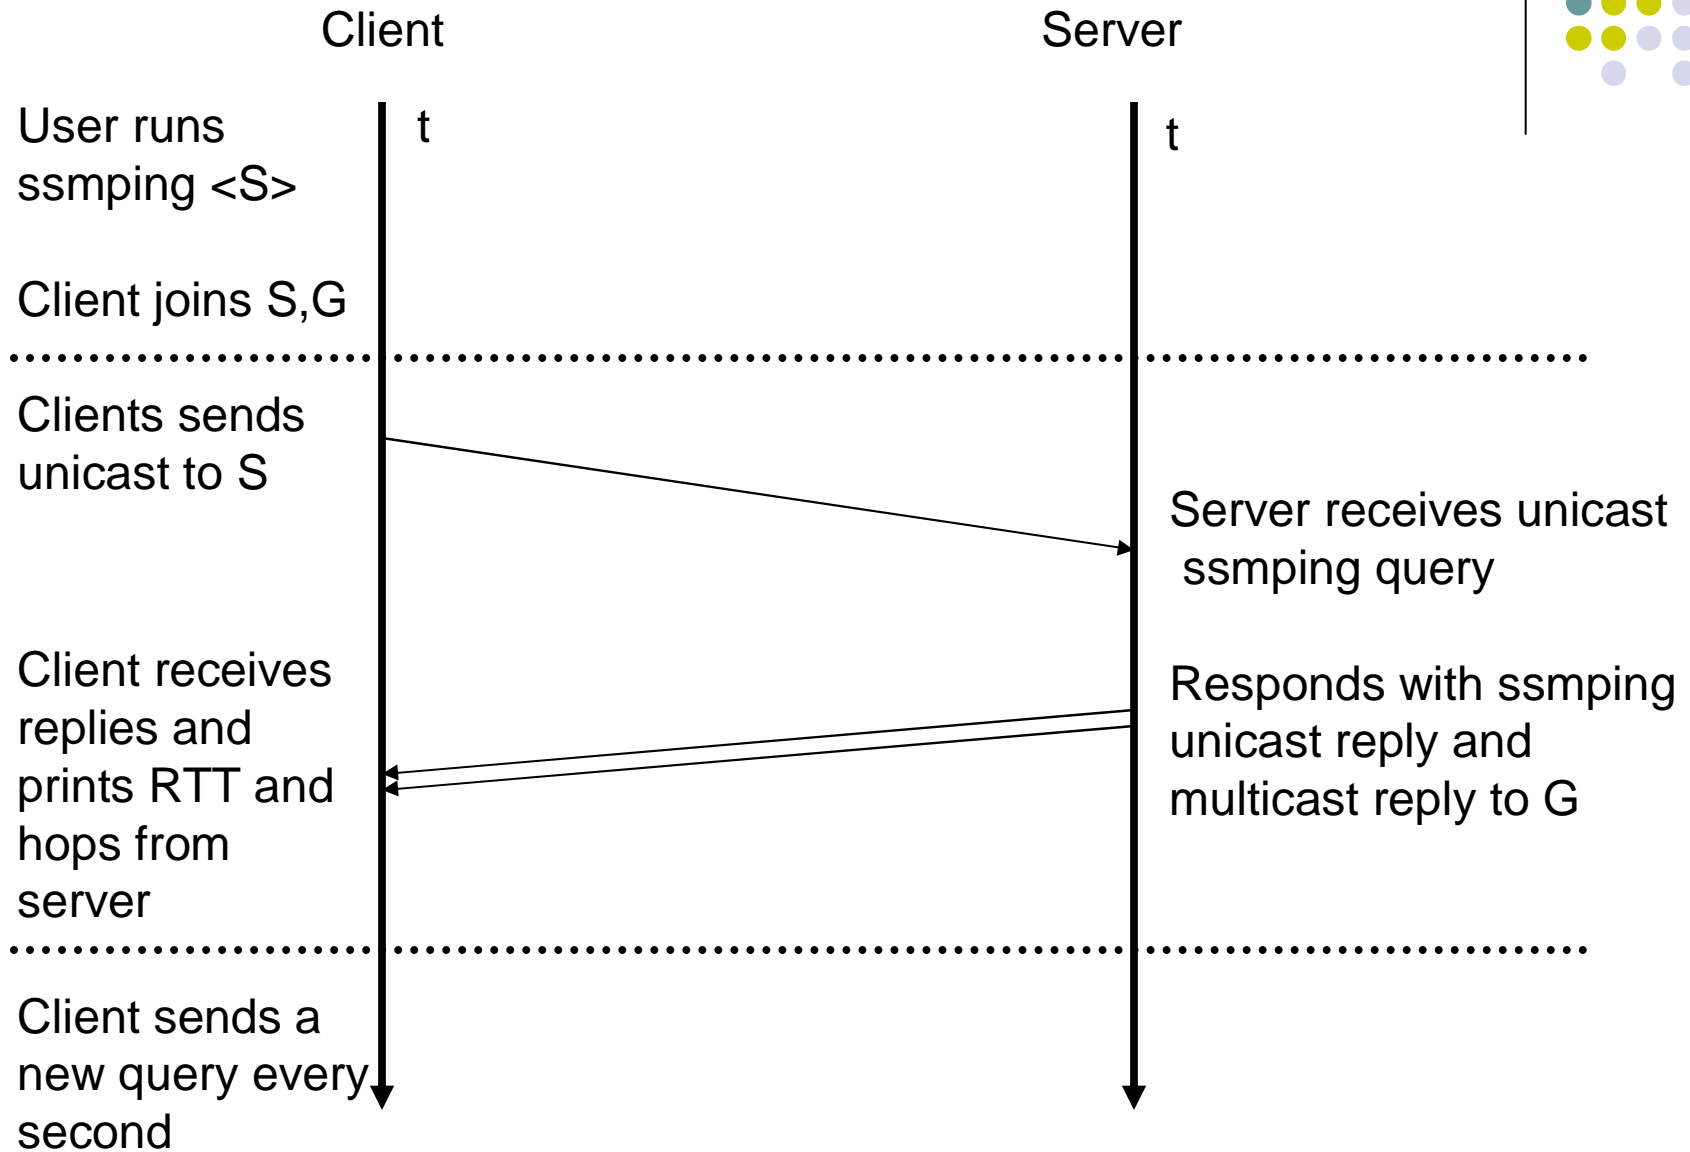 Client
Server
User runs
ssmping <S>
t
t
Client joins S,G
Clients sends
unicast to S
Server receives unicast
ssmping query
Client receives
replies and
prints RTT and
hops from
server
Responds with ssmping
unicast reply and
multicast reply to G
Client sends a
new query every
second